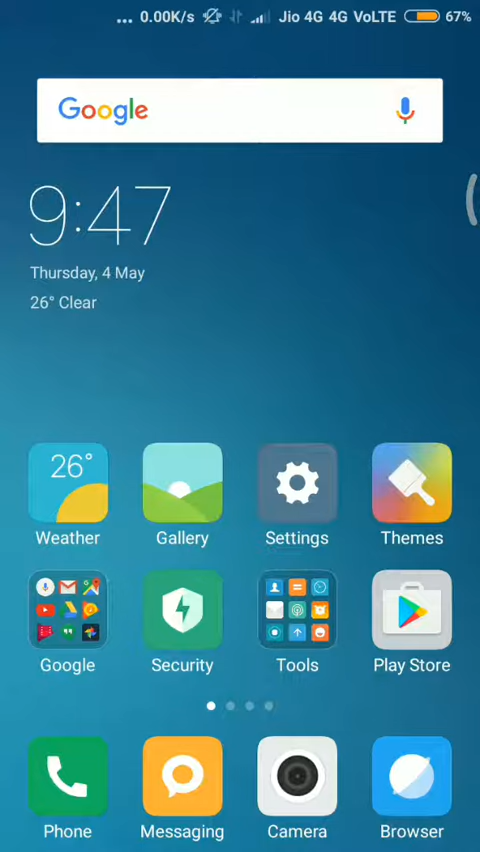 ... 0.00K/s Jio 4G 4G VoLTE 67%
Google
9:47
Thursday, 4 May
26° Clear
26°
Weather Gallery Settings Themes
Google Security Tools Play Store
Phone Messaging Camera Browser